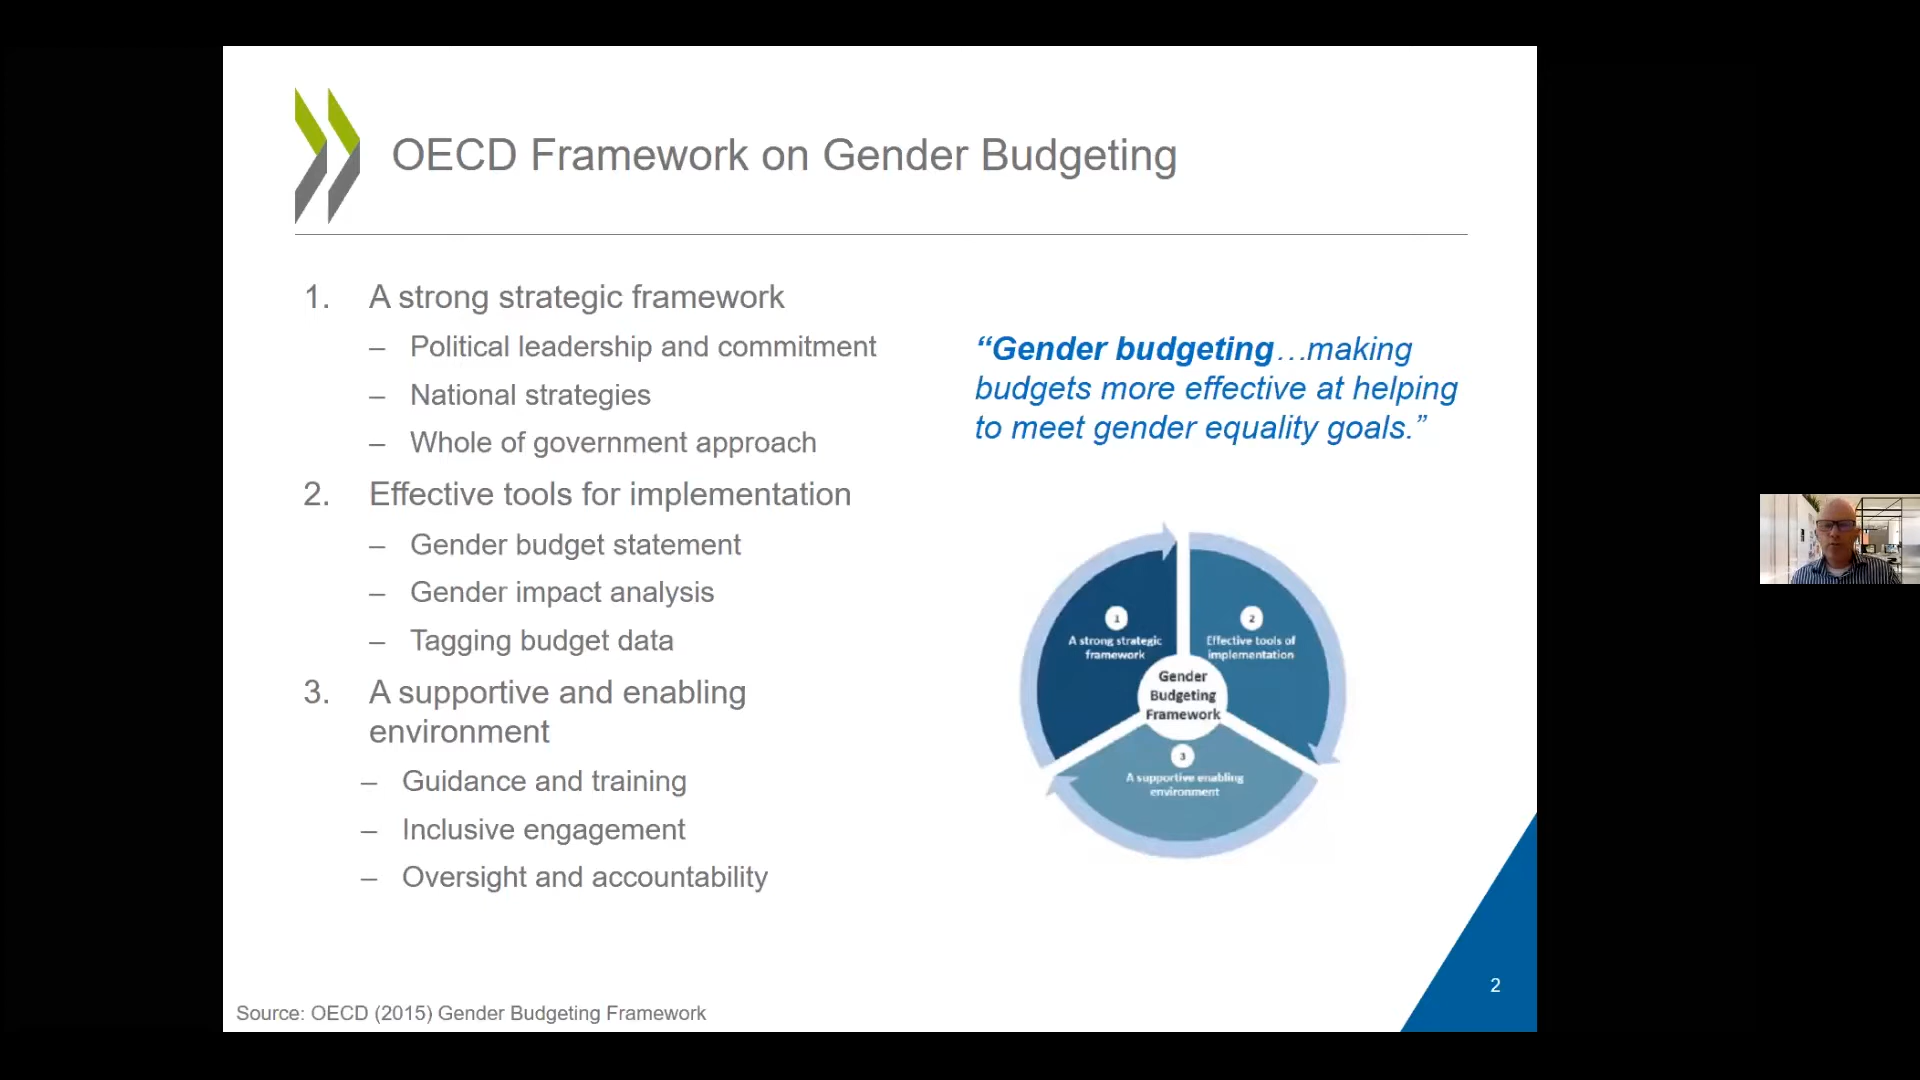 OECD Framework on Gender Budgeting
1. A strong strategic framework
– Political leadership and commitment
– National strategies
– Whole of government approach
2. Effective tools for implementation
– Gender budget statement
– Gender impact analysis
– Tagging budget data
3. A supportive and enabling
environment
– Guidance and training
– Inclusive engagement
– Oversight and accountability
“Gender budgeting…making
budgets more effective at helping
to meet gender equality goals.”
1
A strong strategic
framework
2
Effective tools of
implementation
Gender
Budgeting
Framework
3
A supportive enabling
environment
Source: OECD (2015) Gender Budgeting Framework
2